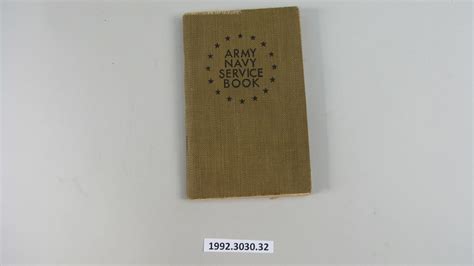 ARMY
NAVY
SERVICE
BOOK
1992.3030.32